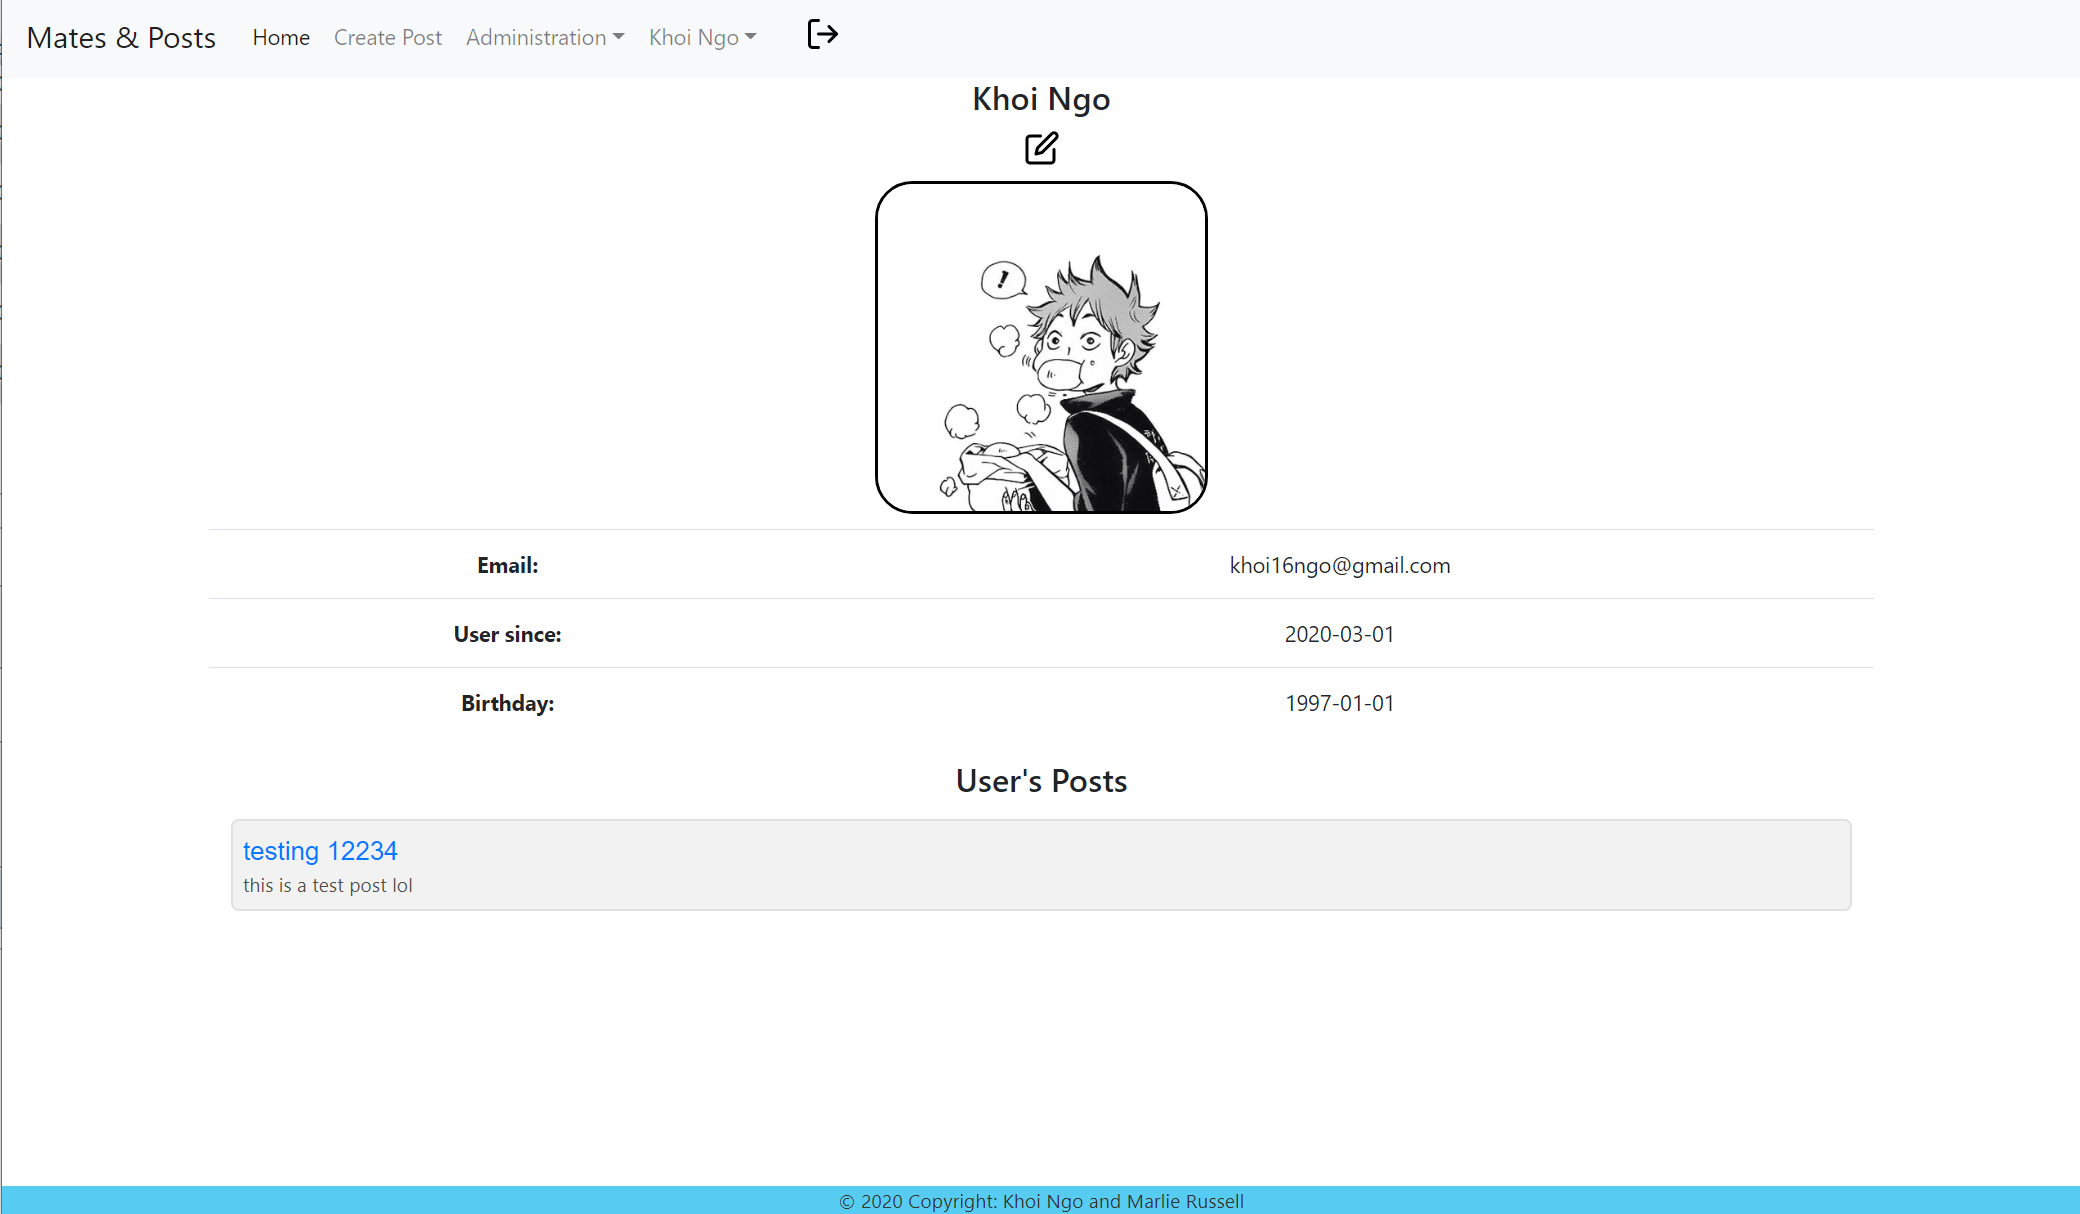 Mates & Posts Home Create Post Administration Khoi Ngo
Khoi Ngo
!
Email: khoi16ngo@gmail.com
User since: 2020-03-01
Birthday: 1997-01-01
User's Posts
testing 12234
this is a test post lol
© 2020 Copyright: Khoi Ngo and Marlie Russell